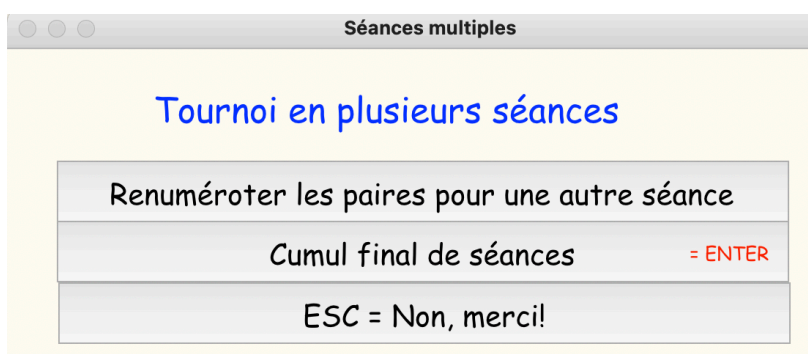 Séances multiples
Tournoi en plusieurs séances
Renuméroter les paires pour une autre séance
Cumul final de séances = ENTER
ESC = Non, merci!